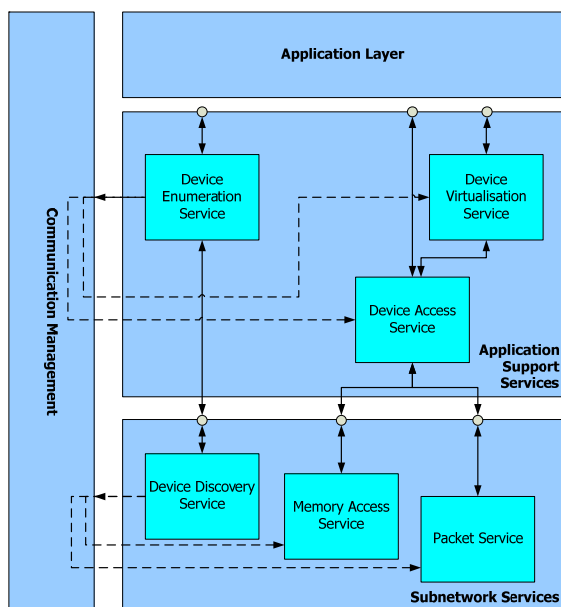 Application Layer
Communication Management
Device
Enumeration
Service
Device
Virtualisation
Service
Device Access
Service
Application
Support
Services
Device Discovery
Service
Memory Access
Service
Packet Service
Subnetwork Services